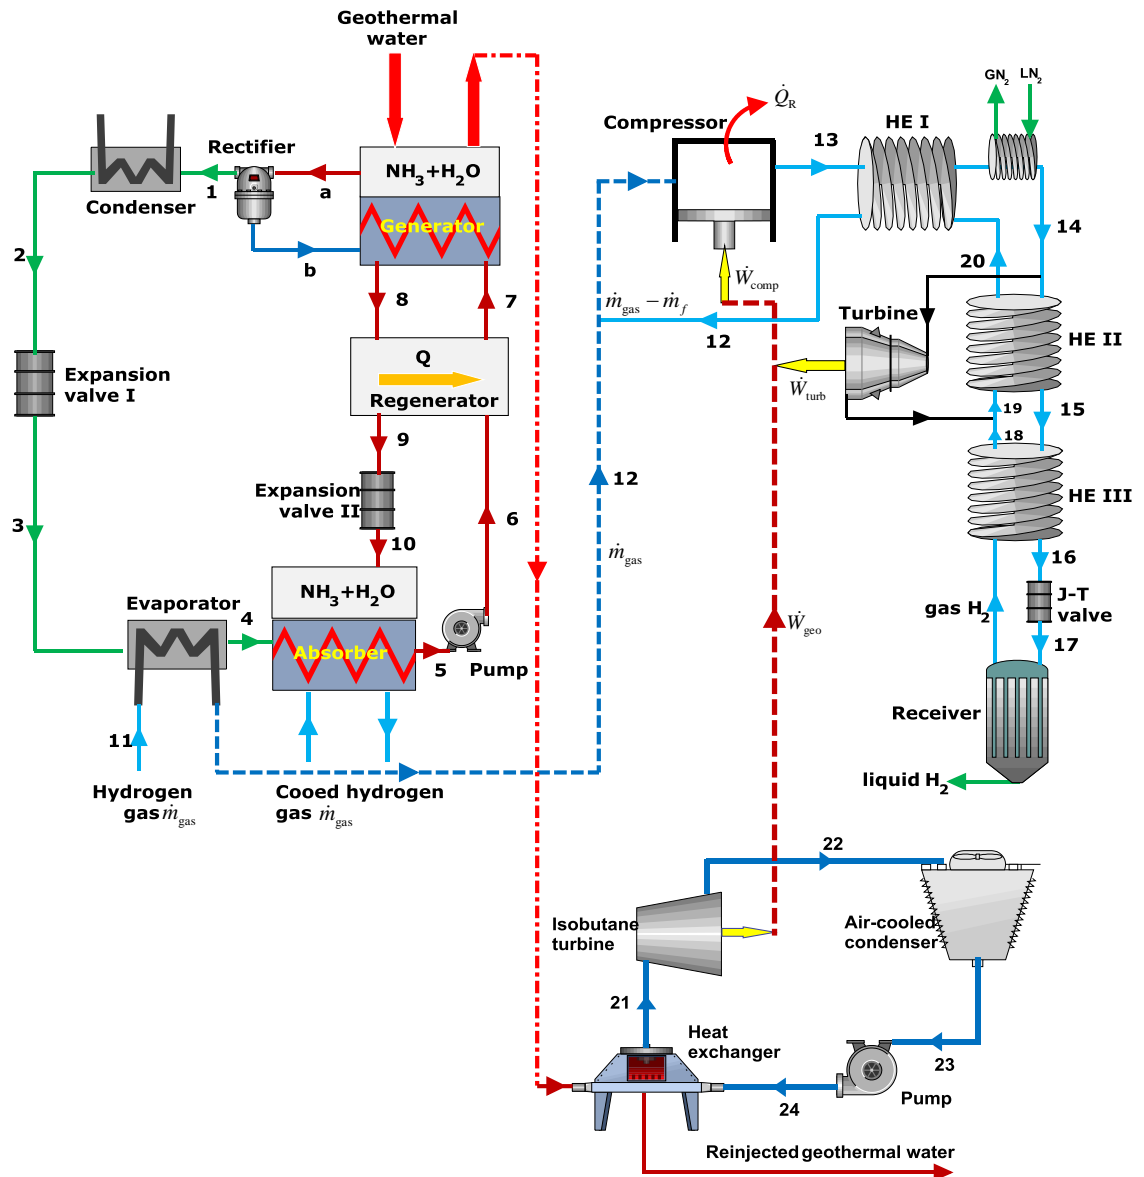 Geothermal
water
GN2
LN2
Q̇R
Compressor
HE I
13
Rectifier
NH3+H2O
a
1
Condenser
Generator
b
14
2
20
Ẇcomp
8
7
ṁgas − ṁf
Turbine
12
HE II
Q
Expansion
valve I
Regenerator
Ẇturb
19
15
9
18
Expansion
valve II
12
HE III
3
6
10
ṁgas
16
NH3+H2O
J-T
valve
gas H2
Evaporator
4
Ẇgeo
Absorber
17
5
Pump
Receiver
11
liquid H2
Hydrogen
gas ṁgas
Cooed hydrogen
gas ṁgas
22
Isobutane
turbine
Air-cooled
condenser
21
Heat
exchanger
23
24
Pump
Reinjected geothermal water